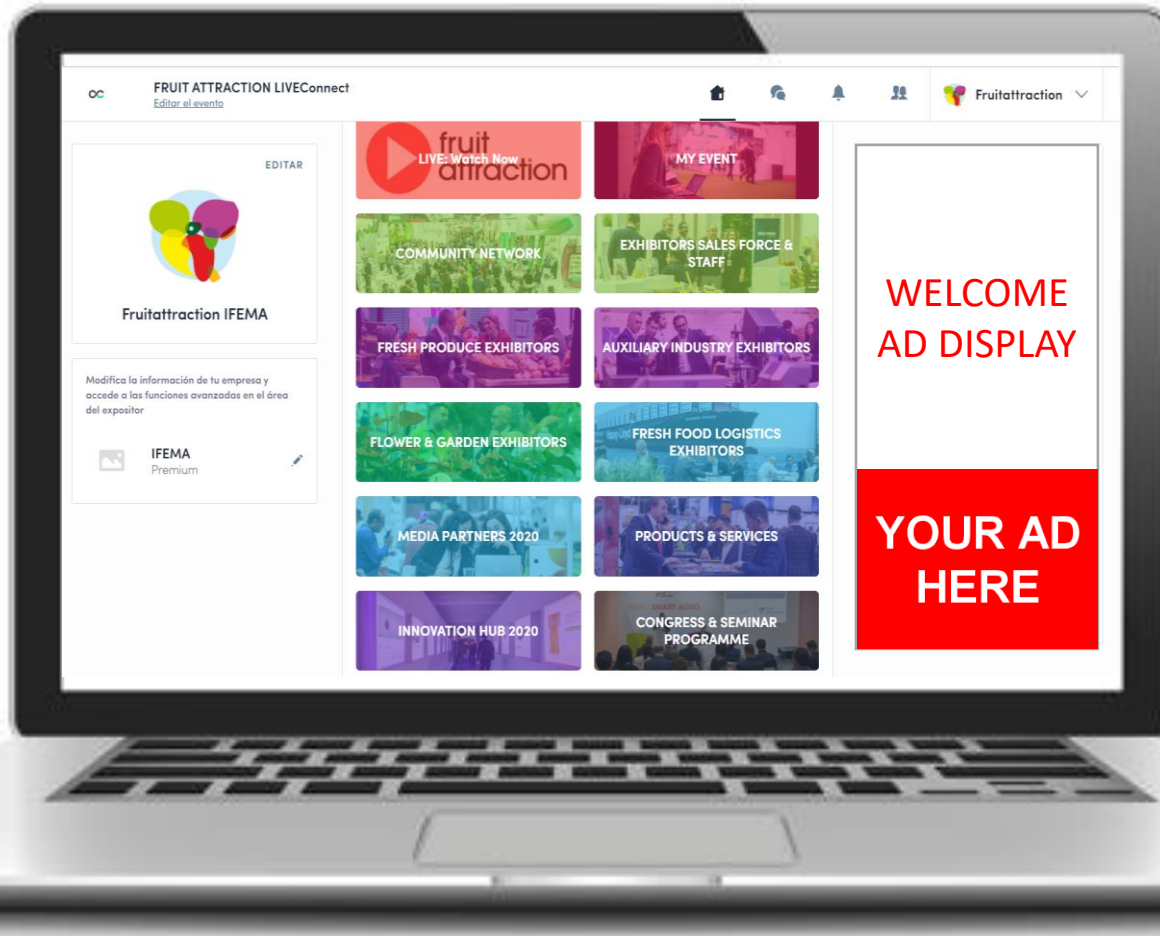 FRUIT ATTRACTION LIVEConnect
Editar el evento
Fruitattraction
EDITAR
Fruitattraction IFEMA
Modifica la información de tu empresa y
accede a las funciones avanzadas en el área
del expositor
IFEMA
Premium
fruit
attraction
LIVE: Watch Now
MY EVENT
COMMUNITY NETWORK
EXHIBITORS SALES FORCE &
STAFF
FRESH PRODUCE EXHIBITORS
AUXILIARY INDUSTRY EXHIBITORS
FLOWER & GARDEN EXHIBITORS
FRESH FOOD LOGISTICS
EXHIBITORS
MEDIA PARTNERS 2020
PRODUCTS & SERVICES
INNOVATION HUB 2020
CONGRESS & SEMINAR
PROGRAMME
WELCOME
AD DISPLAY
YOUR AD
HERE